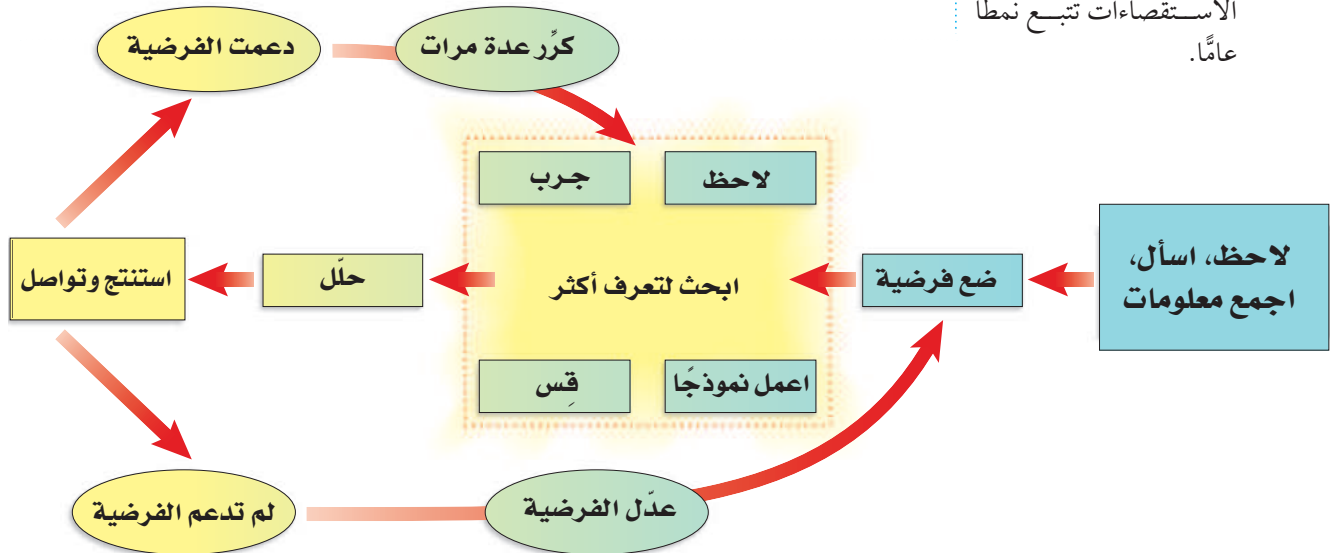 الاستقصاءات تتبع نمطًا
عامًّا.
لاحظ، اسأل،
اجمع معلومات
ضع فرضية
ابحث لتعرف أكثر
لاحظ
جرب
اعمل نموذجًا
قِس
حلّل
استنتج وتواصل
دعمت الفرضية
كرِّر عدة مرات
لم تدعم الفرضية
عدّل الفرضية